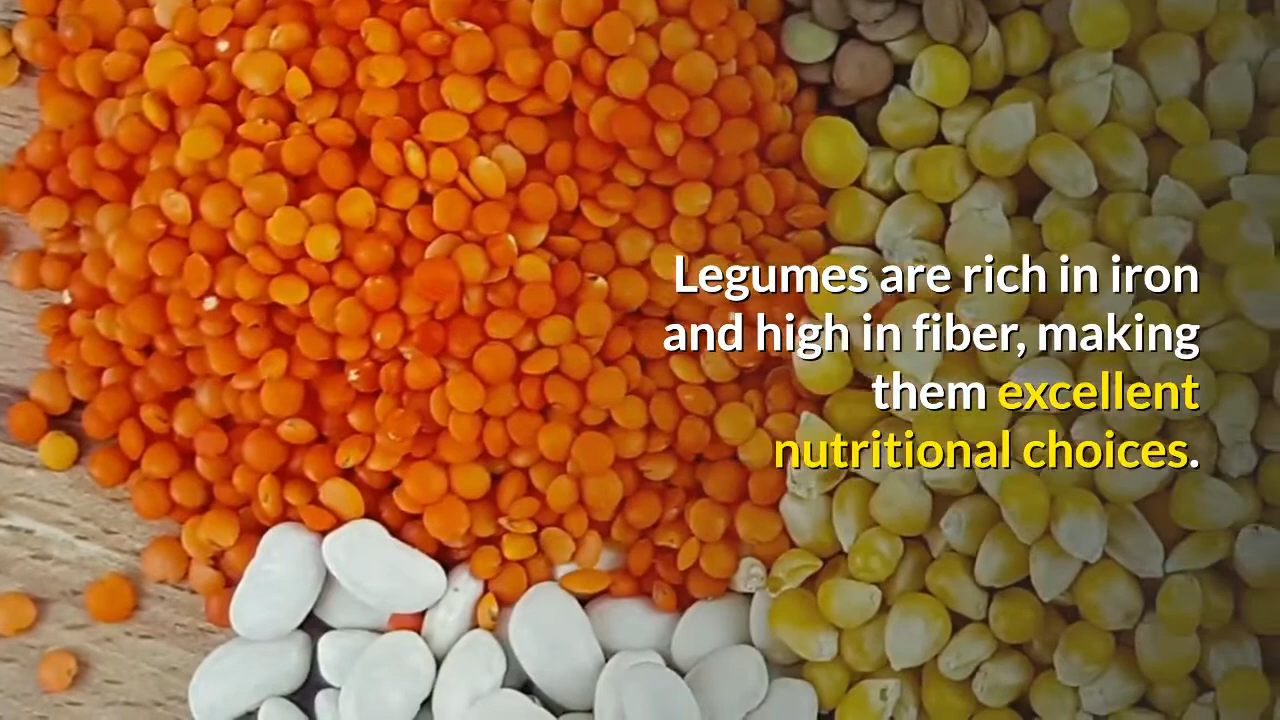 Legumes are rich in iron
and high in fiber, making
them excellent
nutritional choices.